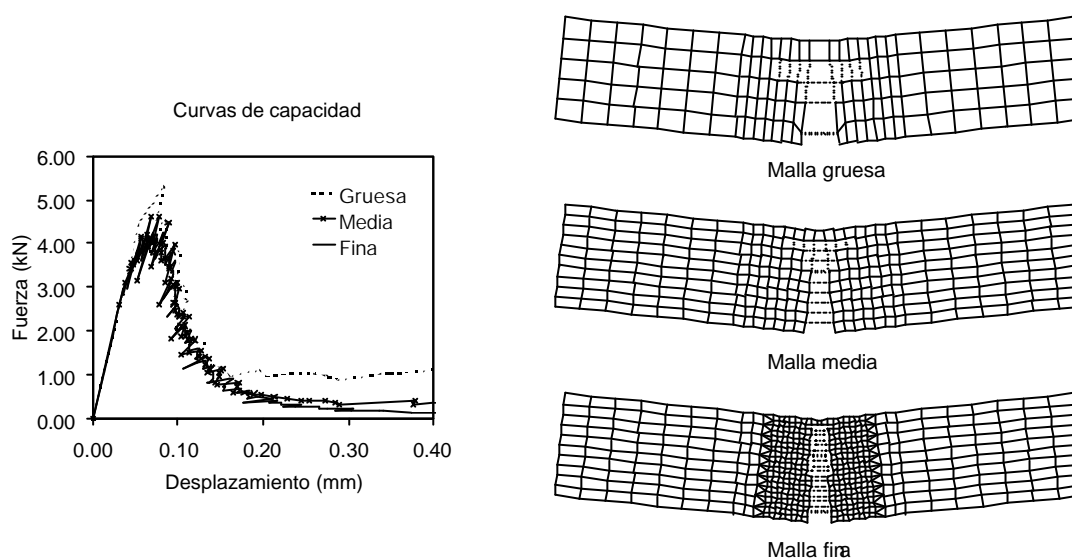 Curvas de capacidad
6.00
5.00
4.00
3.00
2.00
1.00
0.00
Fuerza (kN)
Gruesa
Media
Fina
0.00 0.10 0.20 0.30 0.40
Desplazamiento (mm)
Malla gruesa
Malla media
Malla fina